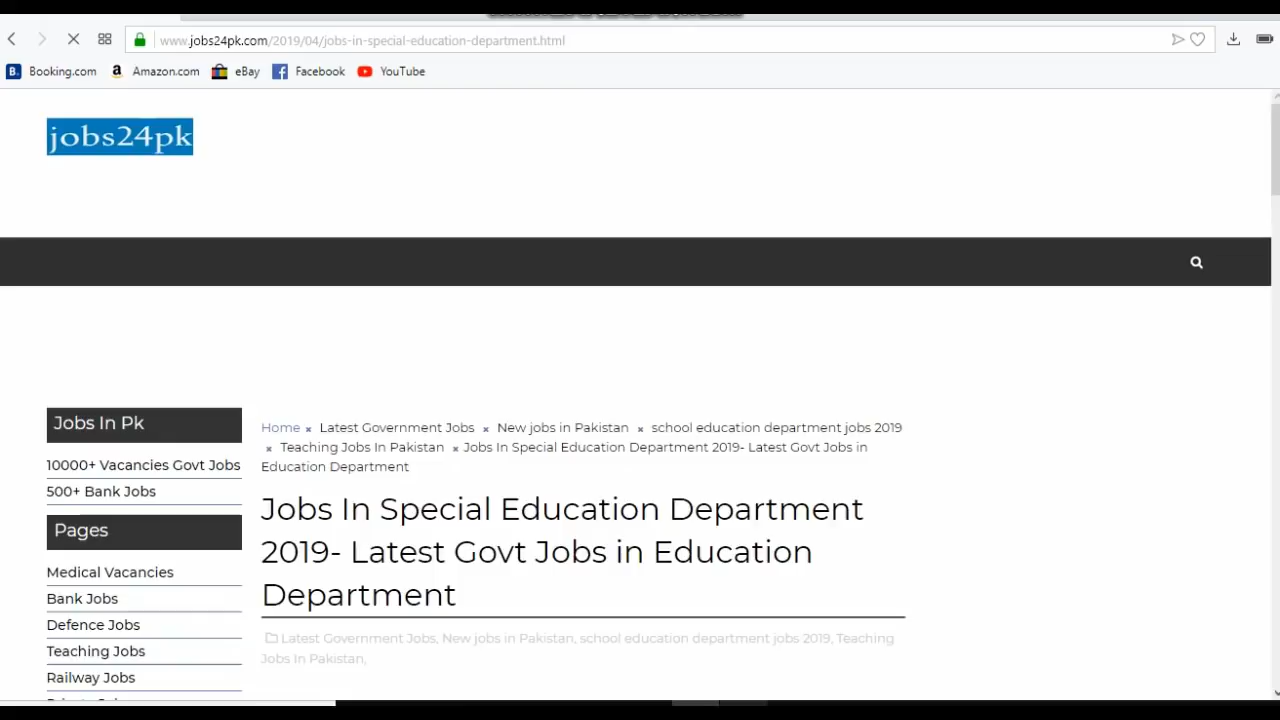 www.jobs24pk.com/2019/04/jobs-in-special-education-department.html
Booking.com Amazon.com eBay Facebook YouTube
jobs24pk
Jobs In Pk
10000+ Vacancies Govt Jobs
500+ Bank Jobs
Pages
Medical Vacancies
Bank Jobs
Defence Jobs
Teaching Jobs
Railway Jobs
Home × Latest Government Jobs × New jobs in Pakistan × school education department jobs 2019
× Teaching Jobs In Pakistan × Jobs In Special Education Department 2019- Latest Govt Jobs in
Education Department
Jobs In Special Education Department
2019- Latest Govt Jobs in Education
Department
Latest Government Jobs, New jobs in Pakistan, school education department jobs 2019, Teaching
Jobs In Pakistan,